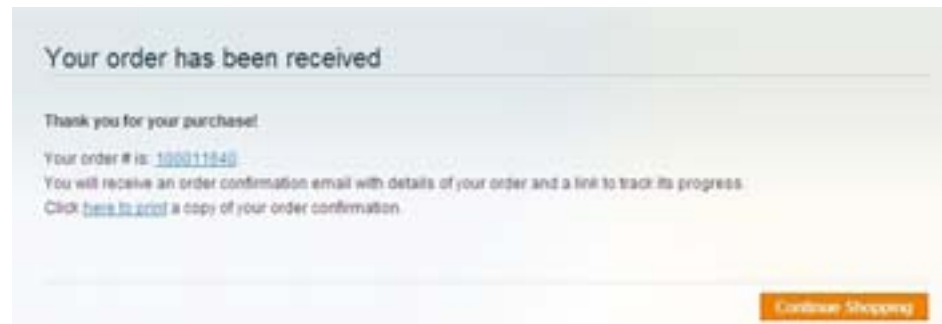 Your order has been received
Thank you for your purchase!
Your order # is: 100011640
You will receive an order confirmation email with details of your order and a link to track its progress.
Click here to print a copy of your order confirmation.
Continue Shopping